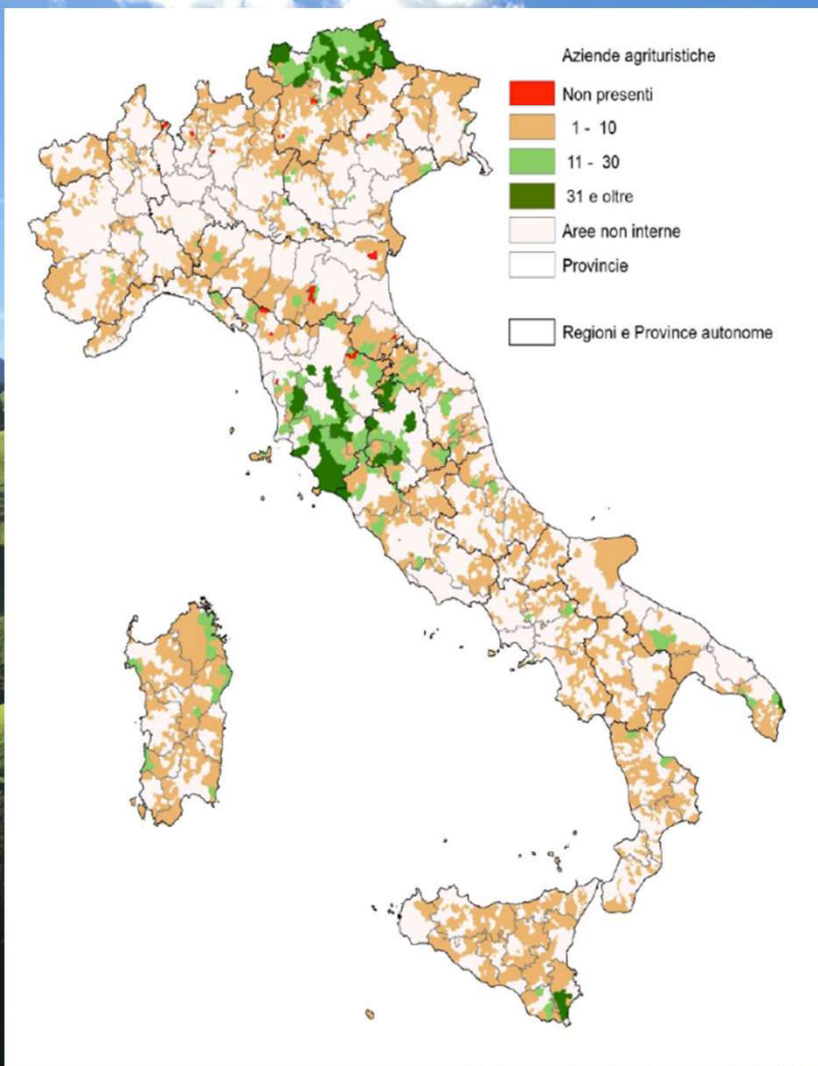 Aziende agrituristiche
Non presenti
1 - 10
11 - 30
31 e oltre
Aree non interne
Provincie
Regioni e Province autonome